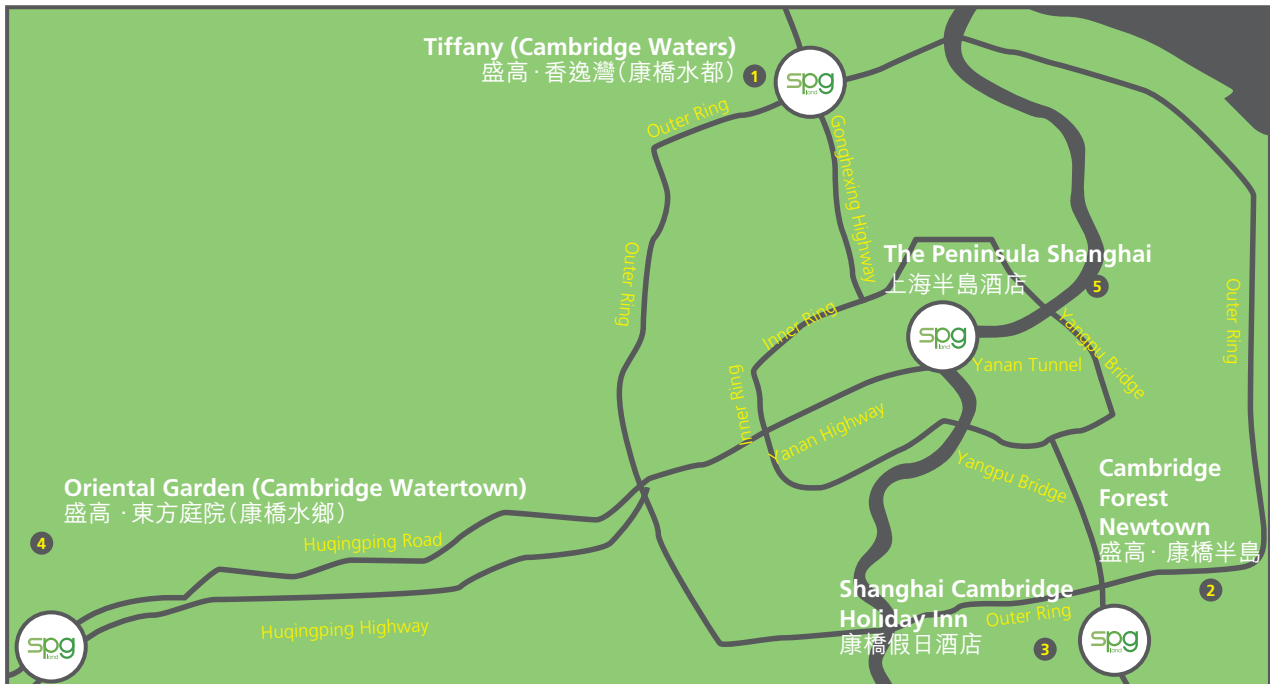 Tiffany (Cambridge Waters)
盛高·香逸灣(康橋水都)
1
spg
land
Outer Ring
Gonghexing Highway
Outer Ring
The Peninsula Shanghai
上海半島酒店
5
Outer Ring
Inner Ring
spg
land
Yangpu Bridge
Yanan Tunnel
Inner Ring
Yanan Highway
Yangpu Bridge
Cambridge
Forest
Newtown
盛高·康橋半島
2
Oriental Garden (Cambridge Watertown)
盛高·東方庭院(康橋水鄉)
4
Huqingping Road
Huqingping Highway
spg
land
Shanghai Cambridge
Holiday Inn
康橋假日酒店
Outer Ring
3
spg
land